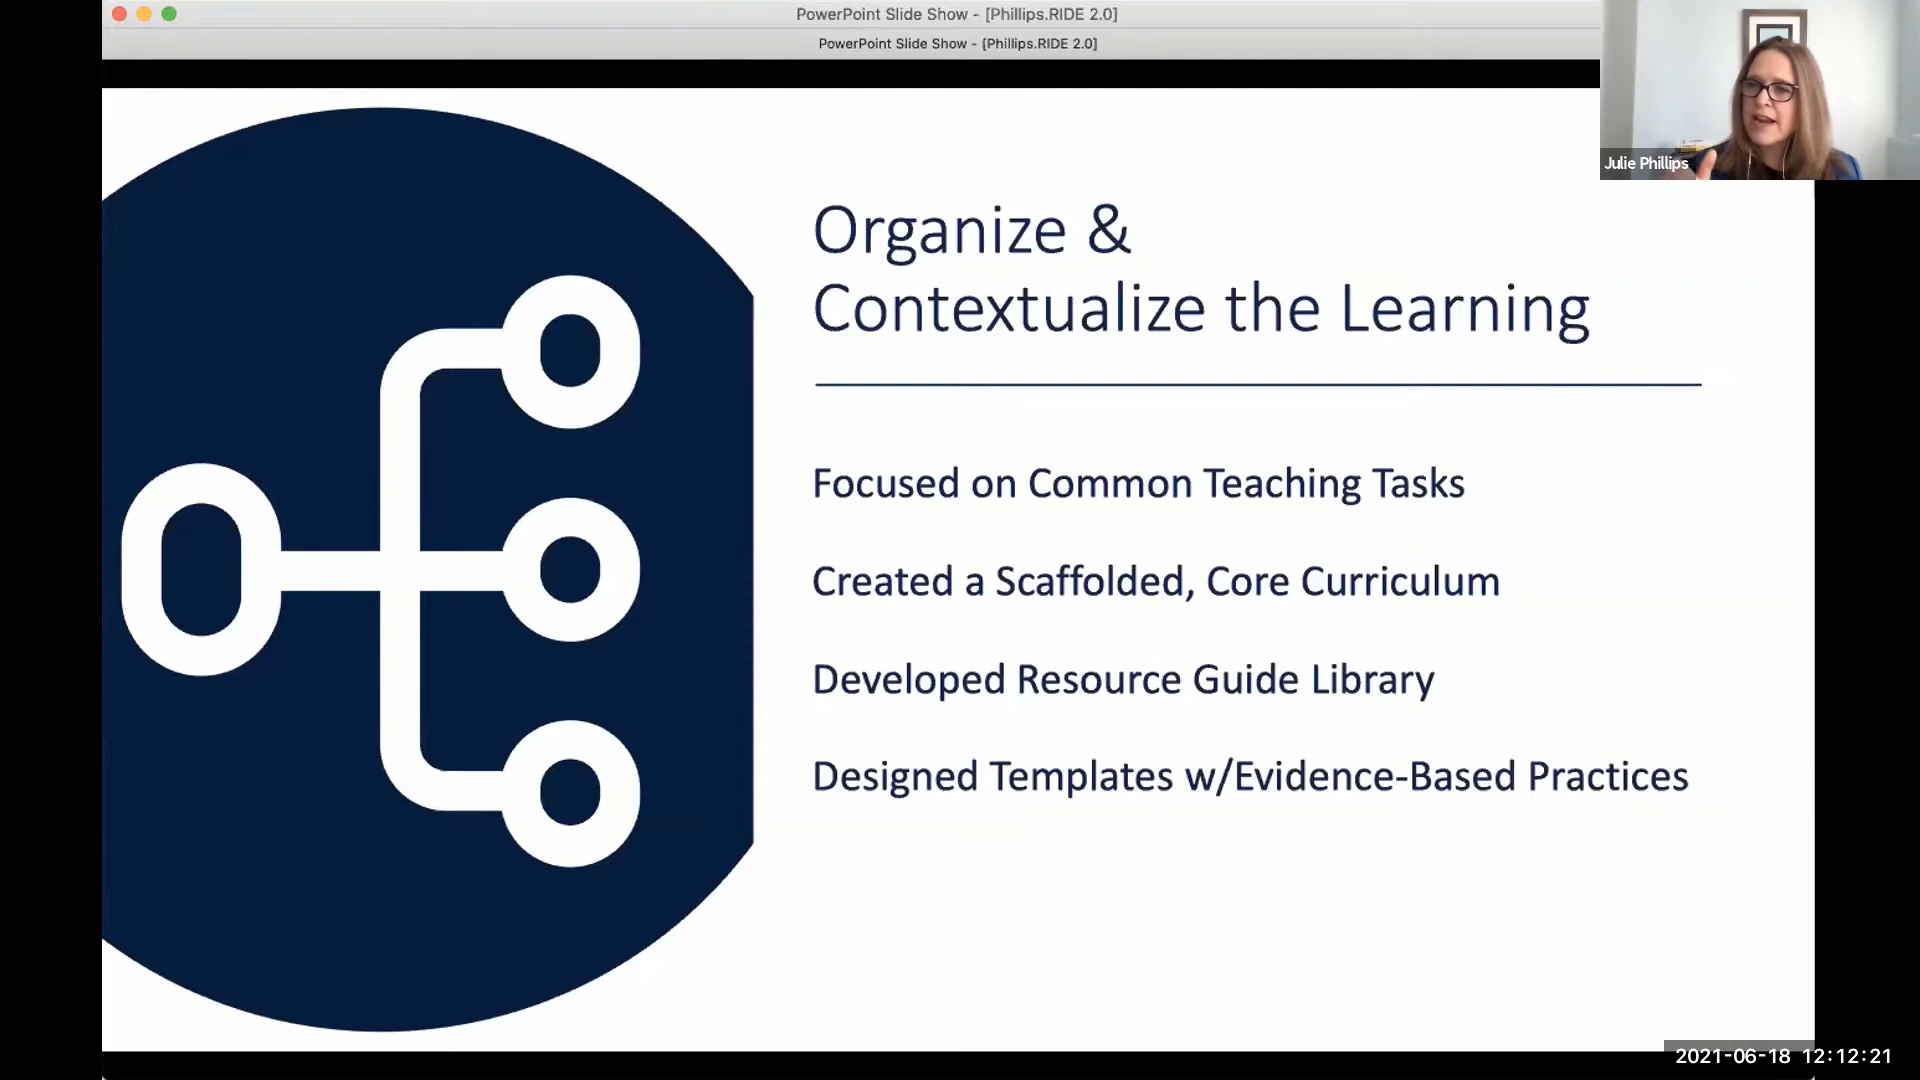 PowerPoint Slide Show - [Phillips.RIDE 2.0]
PowerPoint Slide Show - [Phillips.RIDE 2.0]
Julie Phillips
Organize &
Contextualize the Learning
Focused on Common Teaching Tasks
Created a Scaffolded, Core Curriculum
Developed Resource Guide Library
Designed Templates w/Evidence-Based Practices
2021-06-18 12:12:21